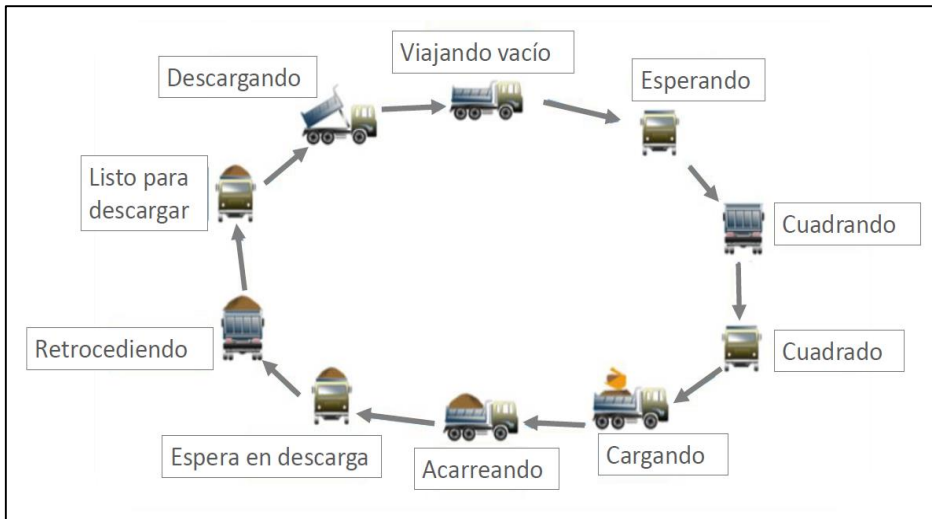 Viajando vacío
Descargando
Esperando
Listo para
descargar
Cuadrando
Retrocediendo
Cuadrado
Espera en descarga
Acarreando
Cargando